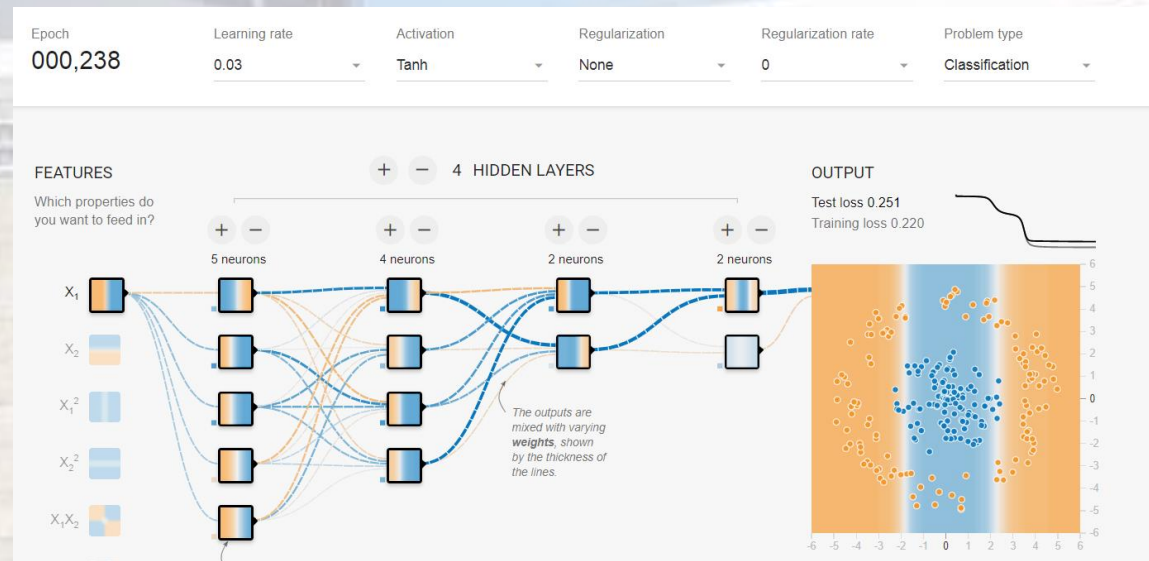 Epoch
000,238
Learning rate
0.03
Activation
Tanh
Regularization
None
Regularization rate
0
Problem type
Classification
FEATURES
Which properties do
you want to feed in?
+ − 4 HIDDEN LAYERS
+ −
5 neurons
+ −
4 neurons
+ −
2 neurons
+ −
2 neurons
X₁
X₂
X₁²
X₂²
X₁X₂
The outputs are
mixed with varying
weights, shown
by the thickness of
the lines.
OUTPUT
Test loss 0.251
Training loss 0.220
6
5
4
3
2
1
0
-1
-2
-3
-4
-5
-6
-6 -5 -4 -3 -2 -1 0 1 2 3 4 5 6